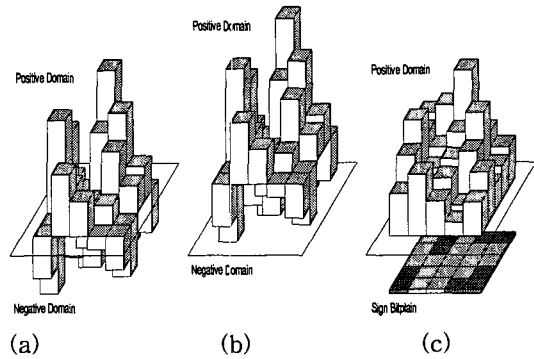 Positive Domain
Positive Domain
Positive Domain
Negative Domain
Negative Domain
Sign Bitplain
(a)
(b)
(c)